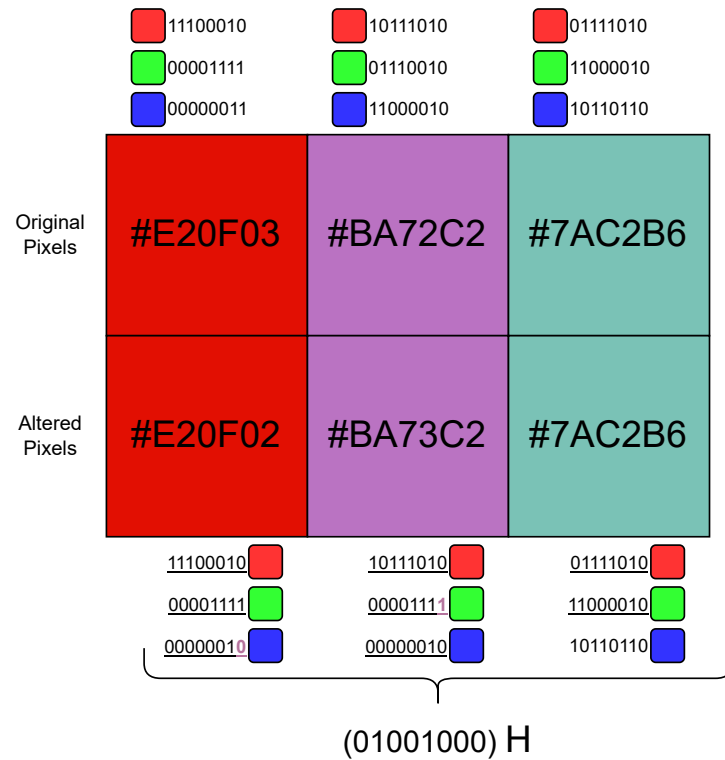 11100010 10111010 01111010
00001111 01110010 11000010
00000011 11000010 10110110
Original
Pixels
#E20F03 #BA72C2 #7AC2B6
Altered
Pixels
#E20F02 #BA73C2 #7AC2B6
11100010 10111010 01111010
00001111 00001111 11000010
00000010 00000010 10110110
(01001000) H